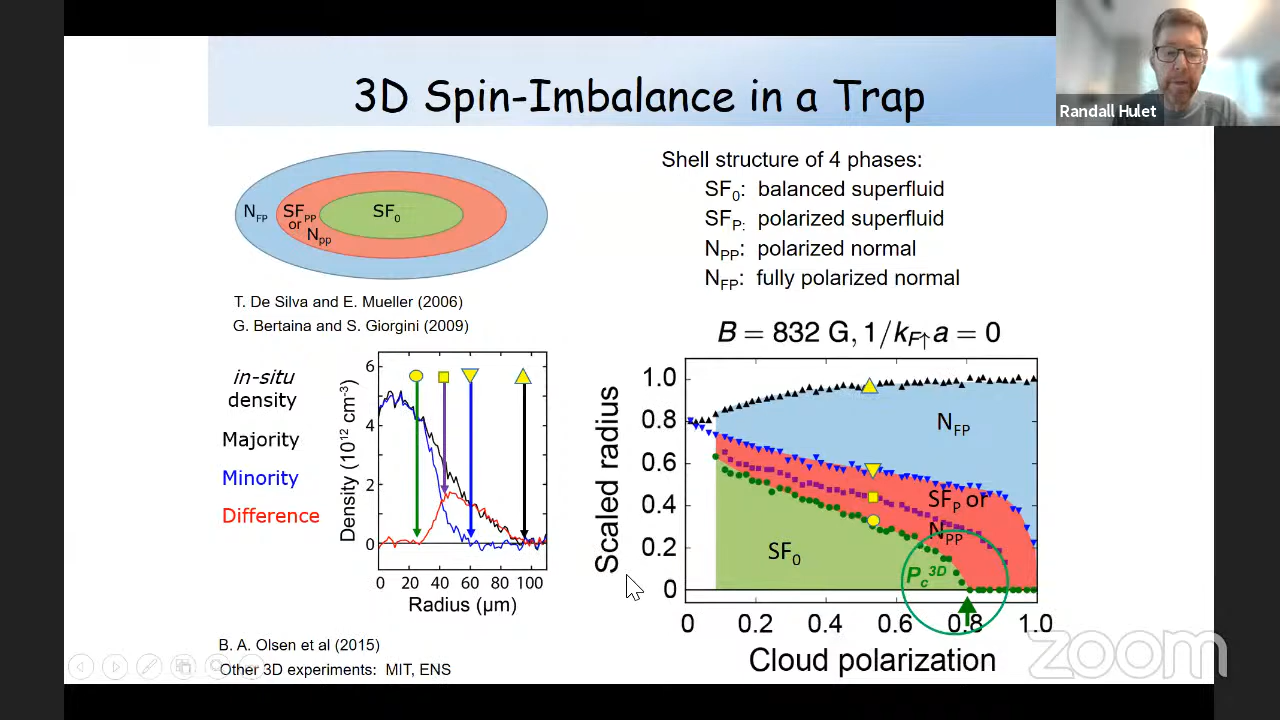 3D Spin-Imbalance in a Trap
Randall Hulet
N_FP
SF_PP
or
N_pp
SF_0
T. De Silva and E. Mueller (2006)
G. Bertaina and S. Giorgini (2009)
Shell structure of 4 phases:
SF_0: balanced superfluid
SF_P: polarized superfluid
N_PP: polarized normal
N_FP: fully polarized normal
in-situ
density
Majority
Minority
Difference
Density (10^12 cm^-3)
6
4
2
0
0 20 40 60 80 100
Radius (μm)
B = 832 G, 1/k_F↑a = 0
Scaled radius
1.0
0.8
0.6
0.4
0.2
0
N_FP
SF_P or
N_PP
SF_0
P_c^3D
0 0.2 0.4 0.6 0.8 1.0
Cloud polarization
B. A. Olsen et al (2015)
Other 3D experiments: MIT, ENS
zoom